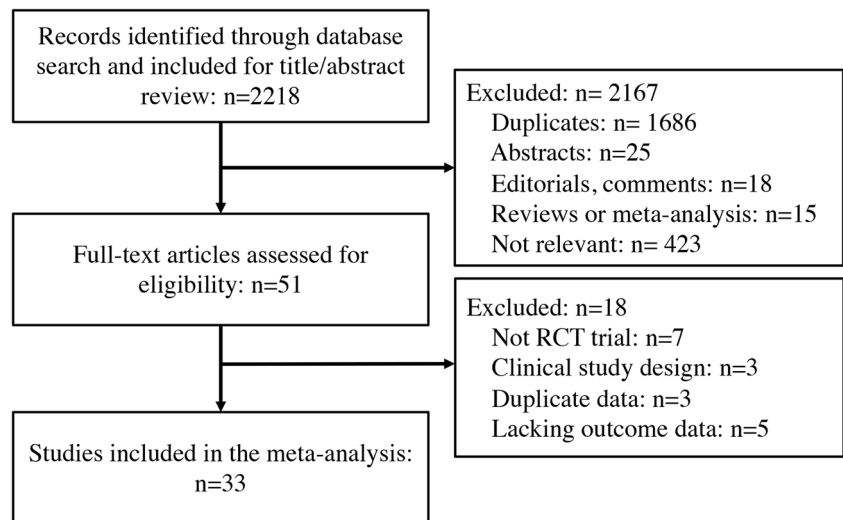 Records identified through database
search and included for title/abstract
review: n=2218
Excluded: n= 2167
Duplicates: n= 1686
Abstracts: n=25
Editorials, comments: n=18
Reviews or meta-analysis: n=15
Not relevant: n= 423
Full-text articles assessed for
eligibility: n=51
Excluded: n=18
Not RCT trial: n=7
Clinical study design: n=3
Duplicate data: n=3
Lacking outcome data: n=5
Studies included in the meta-analysis:
n=33